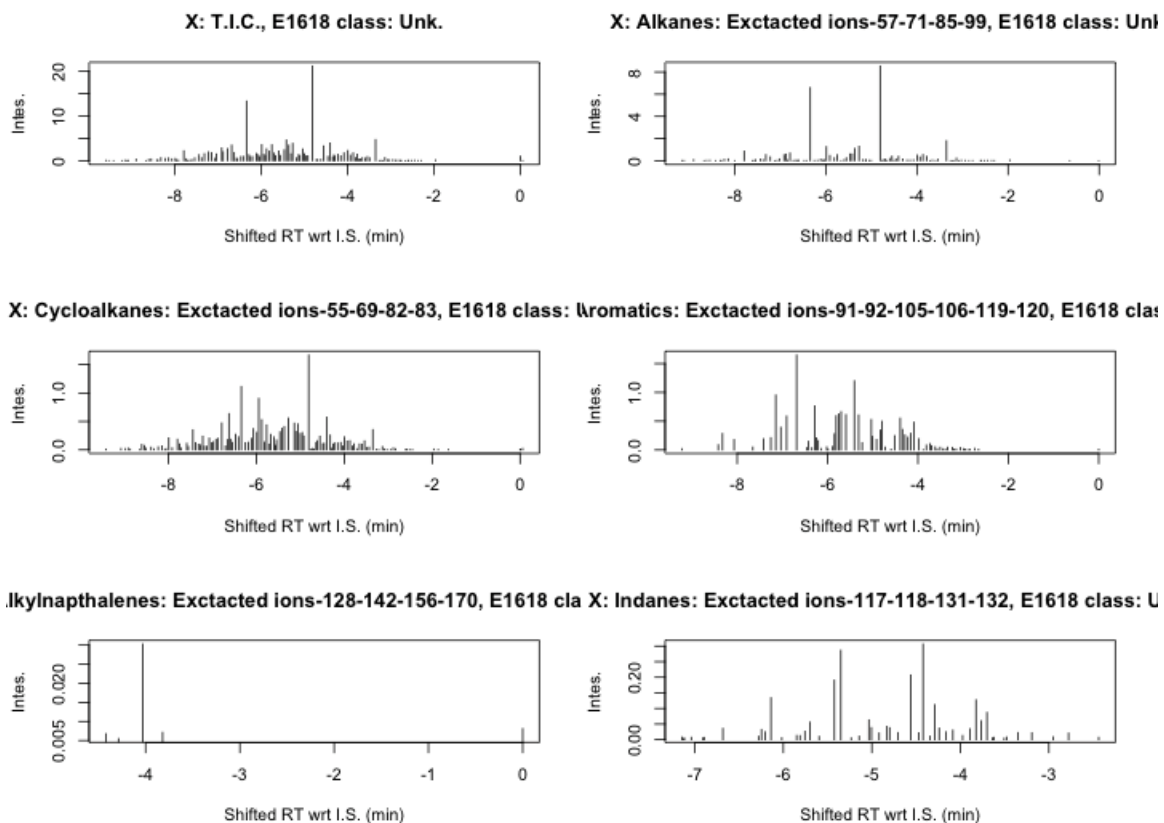 X: T.I.C., E1618 class: Unk.
Intes.
0 10 20
-8 -6 -4 -2 0
Shifted RT wrt I.S. (min)
X: Alkanes: Exctacted ions-57-71-85-99, E1618 class: Unk
Intes.
0 4 8
-8 -6 -4 -2 0
Shifted RT wrt I.S. (min)
X: Cycloalkanes: Exctacted ions-55-69-82-83, E1618 class: U
Intes.
0.0 1.0
-8 -6 -4 -2 0
Shifted RT wrt I.S. (min)
Aromatics: Exctacted ions-91-92-105-106-119-120, E1618 clas
Intes.
0.0 1.0
-8 -6 -4 -2 0
Shifted RT wrt I.S. (min)
lkylnapthalenes: Exctacted ions-128-142-156-170, E1618 cla
Intes.
0.005 0.020
-4 -3 -2 -1 0
Shifted RT wrt I.S. (min)
X: Indanes: Exctacted ions-117-118-131-132, E1618 class: U
Intes.
0.00 0.20
-7 -6 -5 -4 -3
Shifted RT wrt I.S. (min)